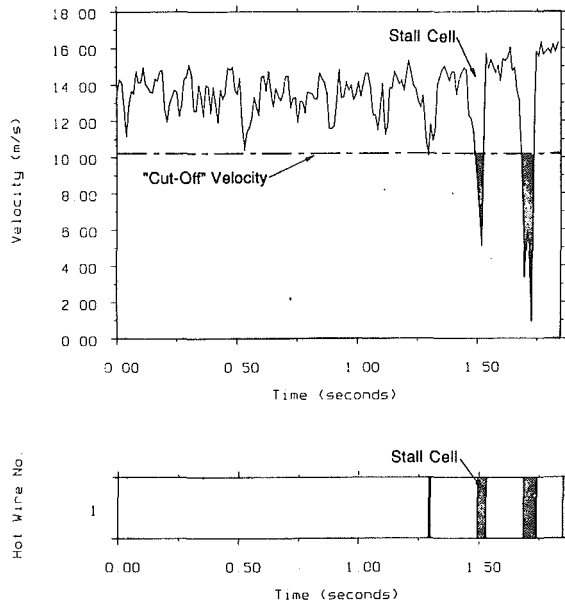 18 00
16 00
14 00
12 00
10 00
8 00
6 00
4 00
2 00
0 00
Velocity (m/s)
Stall Cell
"Cut-Off" Velocity
0 00
0 50
1 00
1 50
Time (seconds)
Hot Wire No.
Stall Cell
1
0 00
0 50
1 00
1 50
Time (seconds)